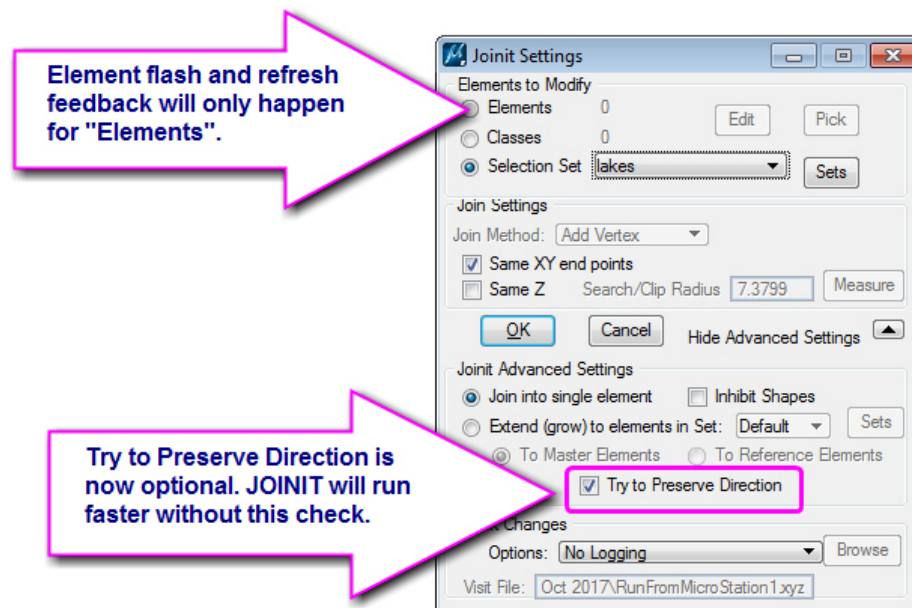 Element flash and refresh
feedback will only happen
for "Elements".
Joinit Settings
Elements to Modify
Elements 0 Edit Pick
Classes 0
Selection Set lakes Sets
Join Settings
Join Method: Add Vertex
Same XY end points
Same Z Search/Clip Radius 7.3799 Measure
OK Cancel Hide Advanced Settings
Joinit Advanced Settings
Join into single element Inhibit Shapes
Extend (grow) to elements in Set: Default Sets
To Master Elements To Reference Elements
Try to Preserve Direction is
now optional. JOINIT will run
faster without this check.
Try to Preserve Direction
Changes
Options: No Logging Browse
Visit File: Oct 2017\RunFromMicroStation1.xyz